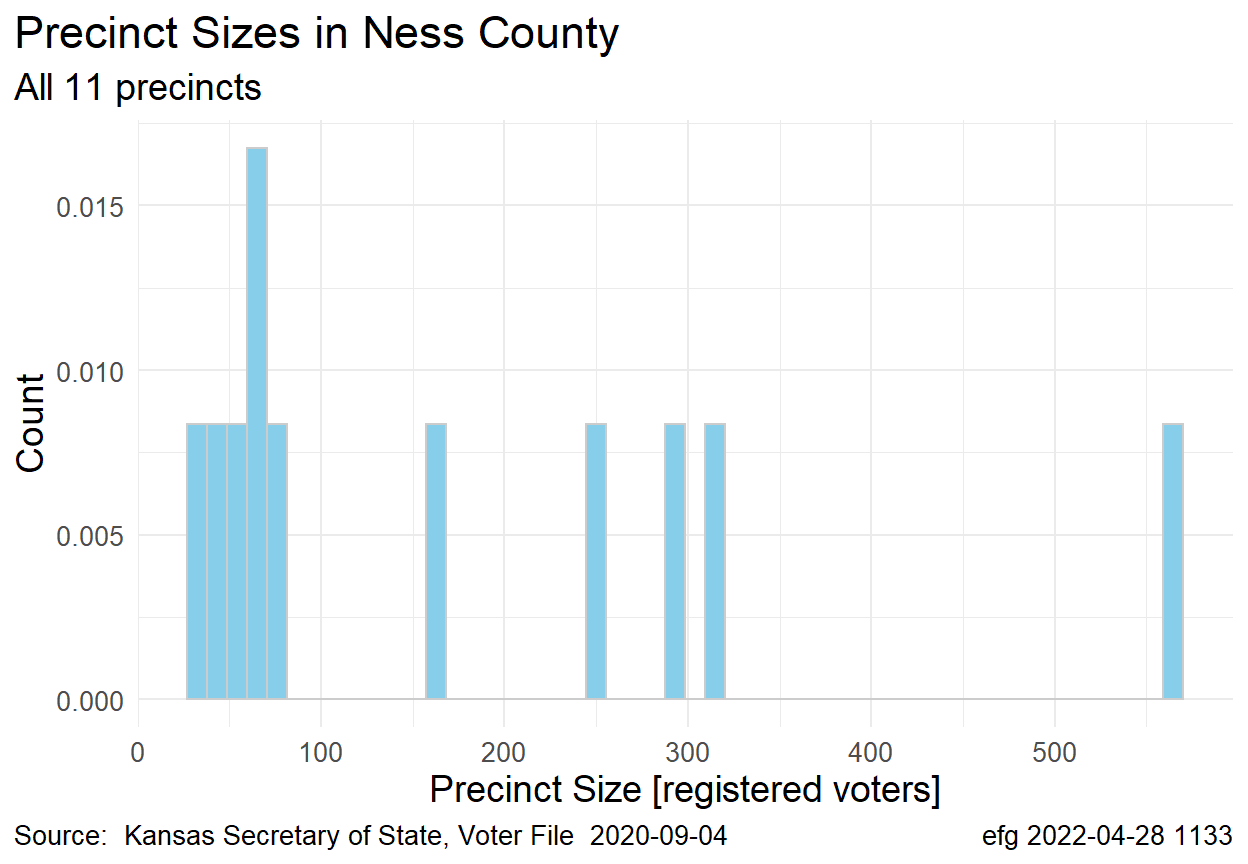 Precinct Sizes in Ness County
All 11 precincts
Count
0.015
0.010
0.005
0.000
0 100 200 300 400 500
Precinct Size [registered voters]
Source:  Kansas Secretary of State, Voter File  2020-09-04 efg 2022-04-28 1133